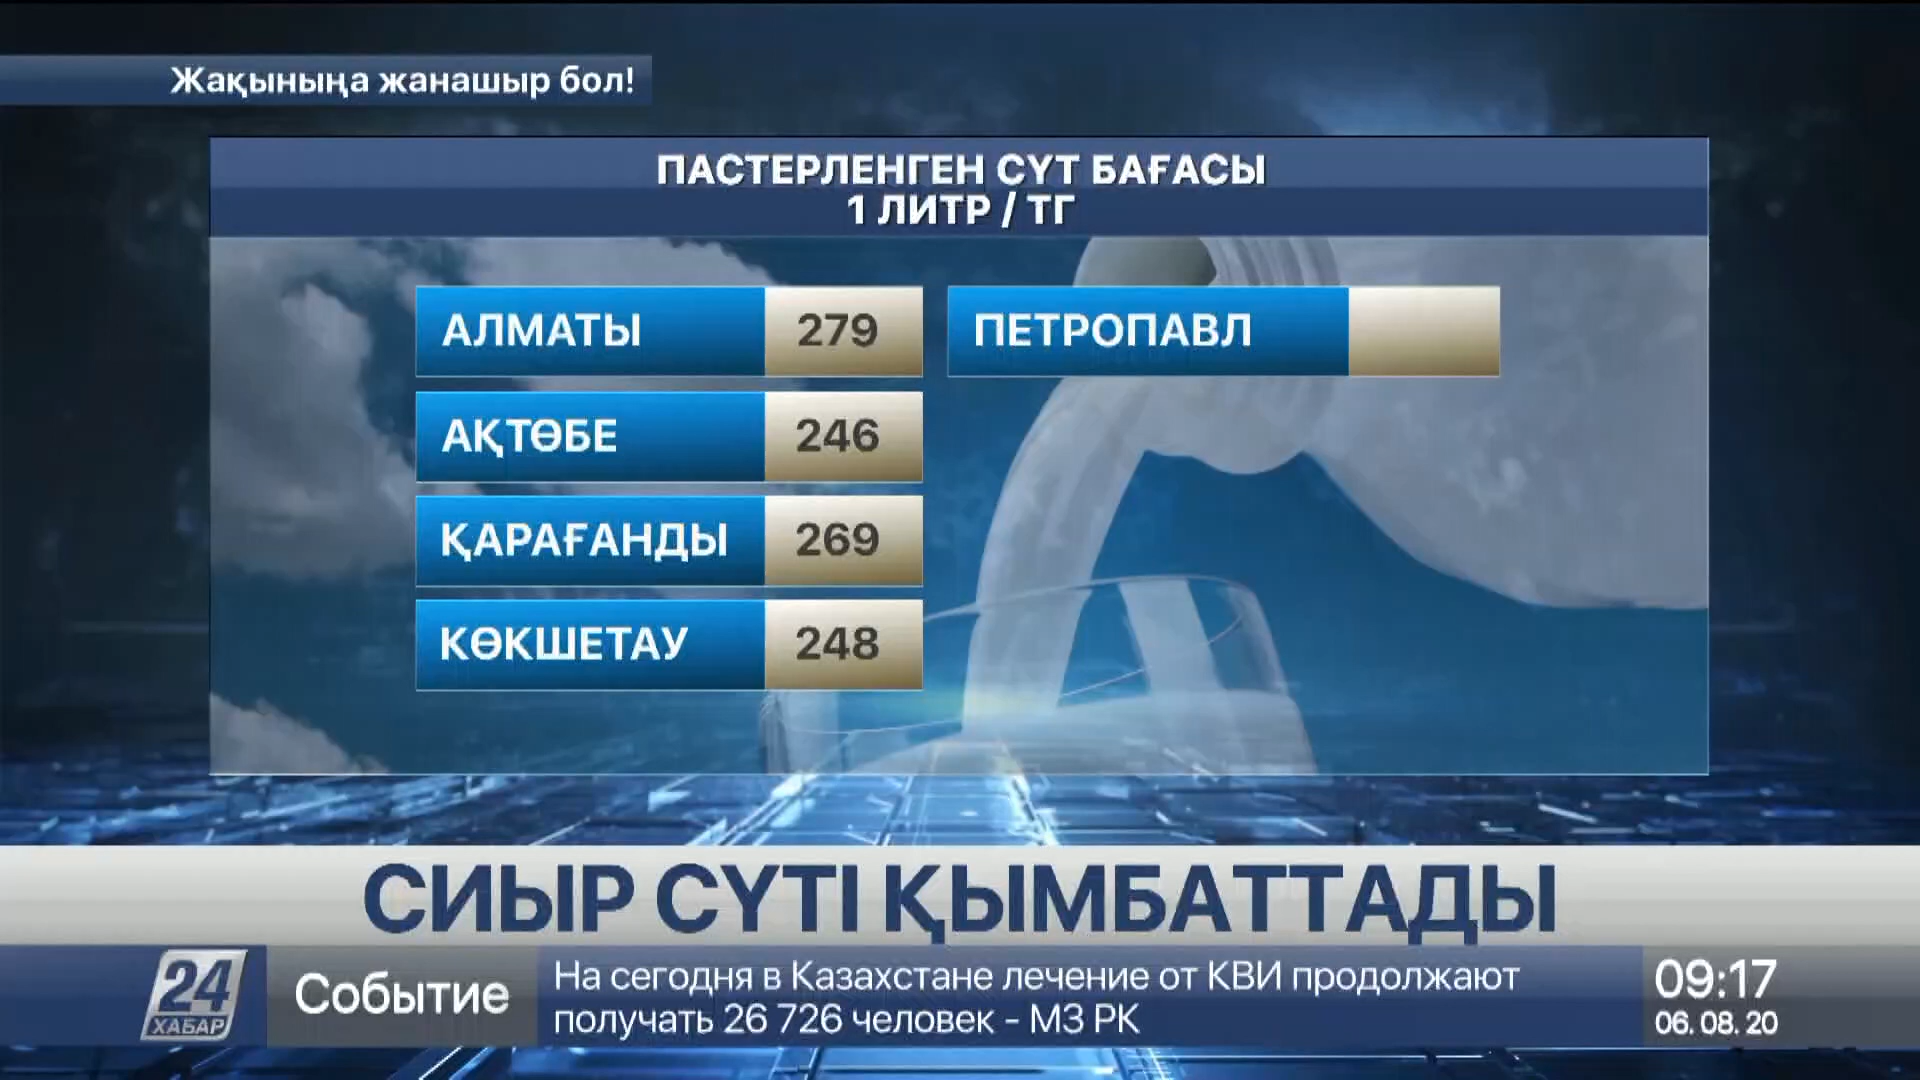 Жақыныңа жанашыр бол!
ПАСТЕРЛЕНГЕН СҮТ БАҒАСЫ
1 ЛИТР / ТГ
АЛМАТЫ 279
АҚТӨБЕ 246
ҚАРАҒАНДЫ 269
КӨКШЕТАУ 248
ПЕТРОПАВЛ
СИЫР СҮТІ ҚЫМБАТТАДЫ
24
ХАБАР
Событие
На сегодня в Казахстане лечение от КВИ продолжают
получать 26 726 человек - МЗ РК
09:17
06. 08. 20